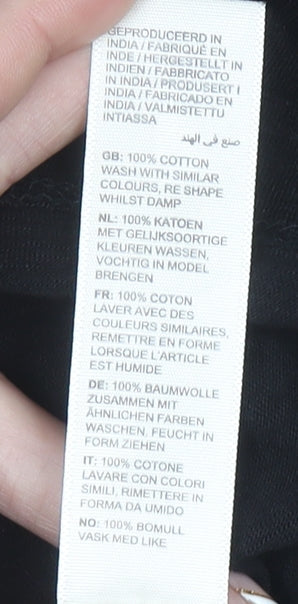 GEPRODUCEERD IN
INDIA / FABRIQUÉ EN
INDE / HERGESTELLT IN
INDIEN / FABBRICATO
IN INDIA / PRODUSERT I
INDIA / FABRICADO EN
INDIA / VALMISTETTU
INTIASSA
صنع في الهند
GB: 100% COTTON
WASH WITH SIMILAR
COLOURS, RE SHAPE
WHILST DAMP
NL: 100% KATOEN
MET GELIJKSOORTIGE
KLEUREN WASSEN,
VOCHTIG IN MODEL
BRENGEN
FR: 100% COTON
LAVER AVEC DES
COULEURS SIMILAIRES,
REMETTRE EN FORME
LORSQUE L'ARTICLE
EST HUMIDE
DE: 100% BAUMWOLLE
ZUSAMMEN MIT
ÄHNLICHEN FARBEN
WASCHEN, FEUCHT IN
FORM ZIEHEN
IT: 100% COTONE
LAVARE CON COLORI
SIMILI, RIMETTERE IN
FORMA DA UMIDO
NO: 100% BOMULL
VASK MED LIKE